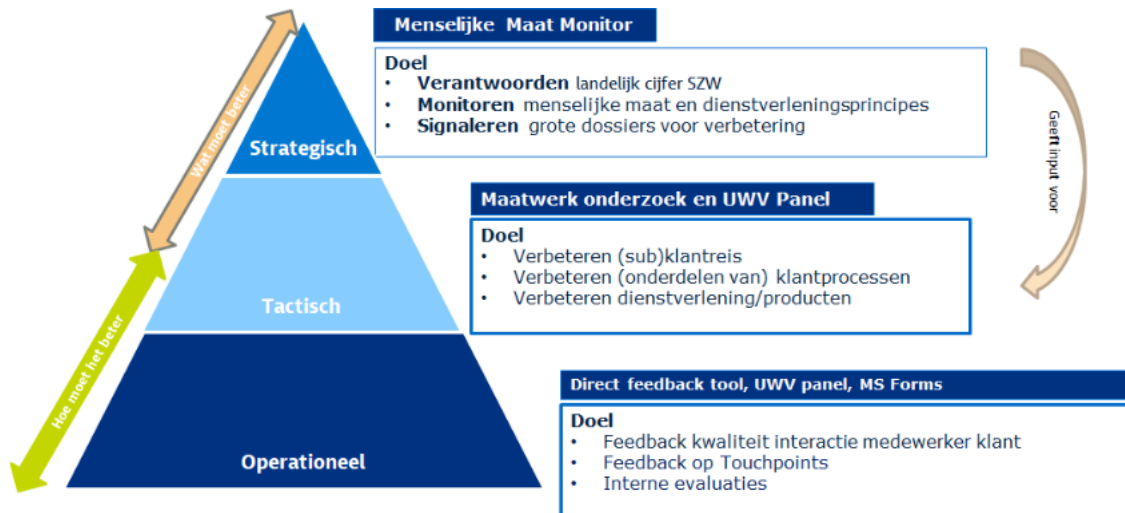 Menselijke Maat Monitor
Doel
• Verantwoorden landelijk cijfer SZW
• Monitoren menselijke maat en dienstverleningsprincipes
• Signaleren grote dossiers voor verbetering
Wat moet beter
Strategisch
Geeft input voor
Maatwerk onderzoek en UWV Panel
Doel
• Verbeteren (sub)klantreis
• Verbeteren (onderdelen van) klantprocessen
• Verbeteren dienstverlening/producten
Tactisch
Hoe moet het beter
Direct feedback tool, UWV panel, MS Forms
Doel
• Feedback kwaliteit interactie medewerker klant
• Feedback op Touchpoints
• Interne evaluaties
Operationeel